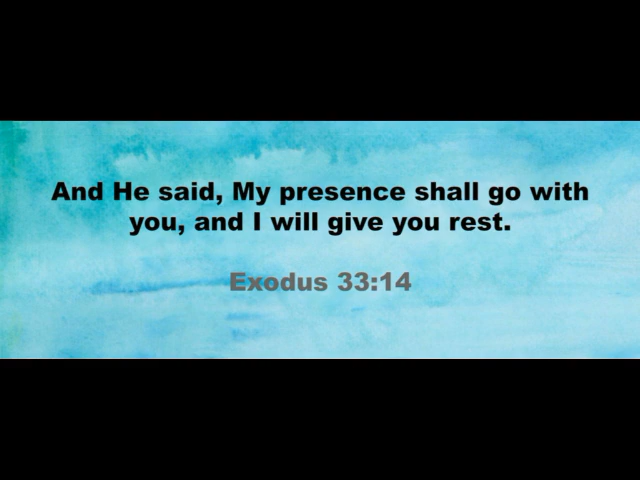 And He said, My presence shall go with
you, and I will give you rest.
Exodus 33:14